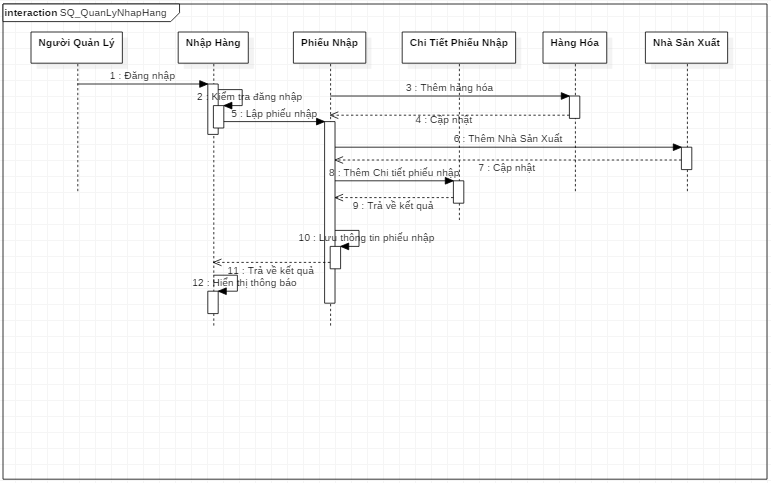 interaction SQ_QuanLyNhapHang
Người Quản Lý
Nhập Hàng
Phiếu Nhập
Chi Tiết Phiếu Nhập
Hàng Hóa
Nhà Sản Xuất
1 : Đăng nhập
2 : Kiểm tra đăng nhập
3 : Thêm hàng hóa
4 : Cập nhật
5 : Lập phiếu nhập
6 : Thêm Nhà Sản Xuất
7 : Cập nhật
8 : Thêm Chi tiết phiếu nhập
9 : Trả về kết quả
10 : Lưu thông tin phiếu nhập
11 : Trả về kết quả
12 : Hiển thị thông báo